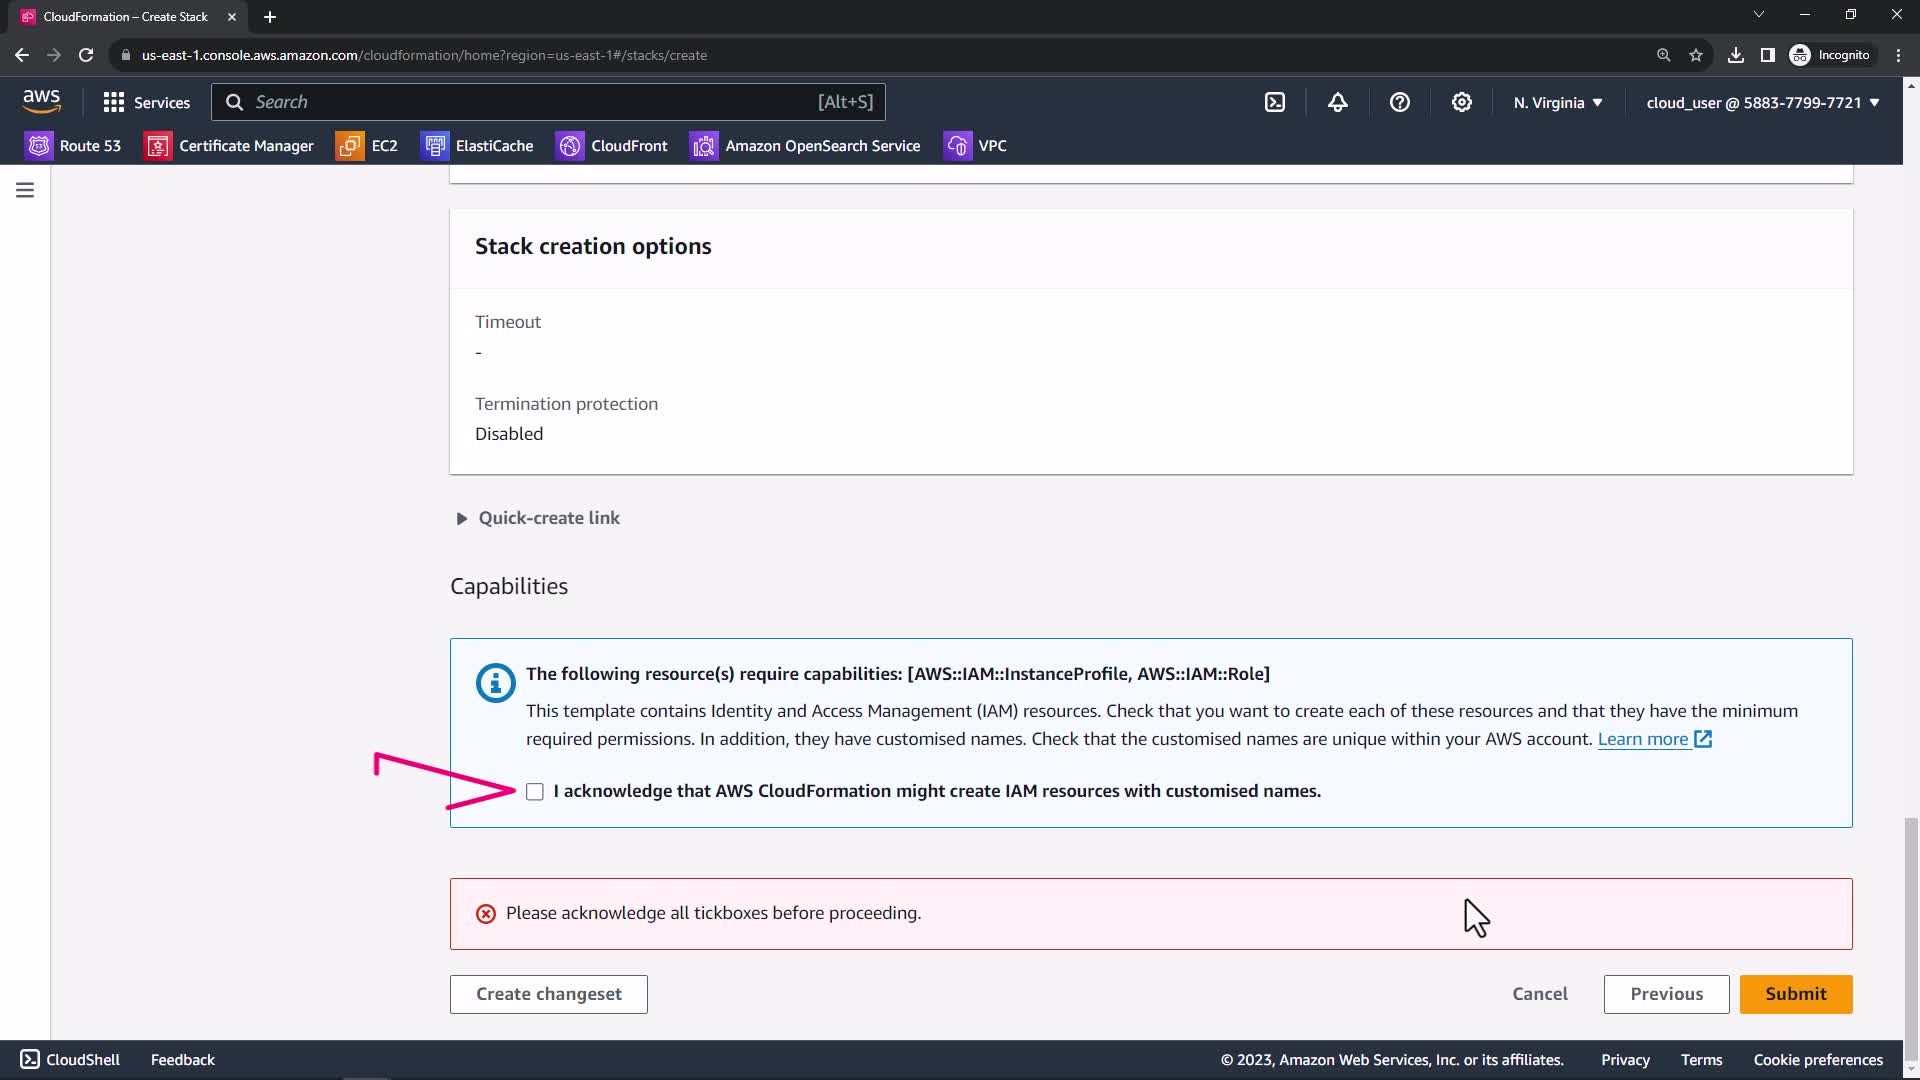 CloudFormation – Create Stack
us-east-1.console.aws.amazon.com/cloudformation/home?region=us-east-1#/stacks/create
Incognito
aws
Services
Search
[Alt+S]
N. Virginia
cloud_user @ 5883-7799-7721
Route 53
Certificate Manager
EC2
ElastiCache
CloudFront
Amazon OpenSearch Service
VPC
Stack creation options
Timeout
-
Termination protection
Disabled
Quick-create link
Capabilities
The following resource(s) require capabilities: [AWS::IAM::InstanceProfile, AWS::IAM::Role]
This template contains Identity and Access Management (IAM) resources. Check that you want to create each of these resources and that they have the minimum
required permissions. In addition, they have customised names. Check that the customised names are unique within your AWS account. Learn more
I acknowledge that AWS CloudFormation might create IAM resources with customised names.
Please acknowledge all tickboxes before proceeding.
Create changeset
Cancel
Previous
Submit
CloudShell
Feedback
© 2023, Amazon Web Services, Inc. or its affiliates.
Privacy
Terms
Cookie preferences